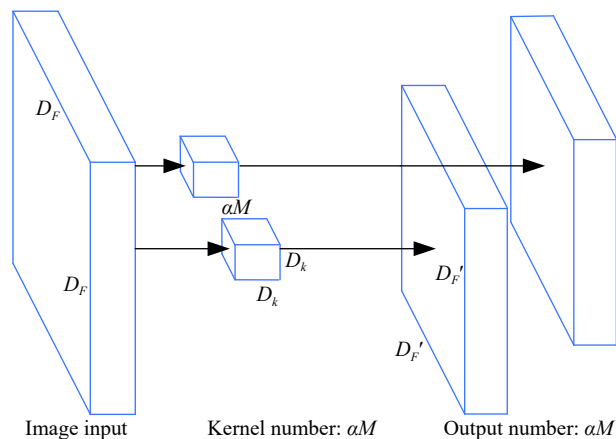 D_F
αM
D_k
D_F
D_F′
D_k
D_F′
Image input
Kernel number: αM
Output number: αM